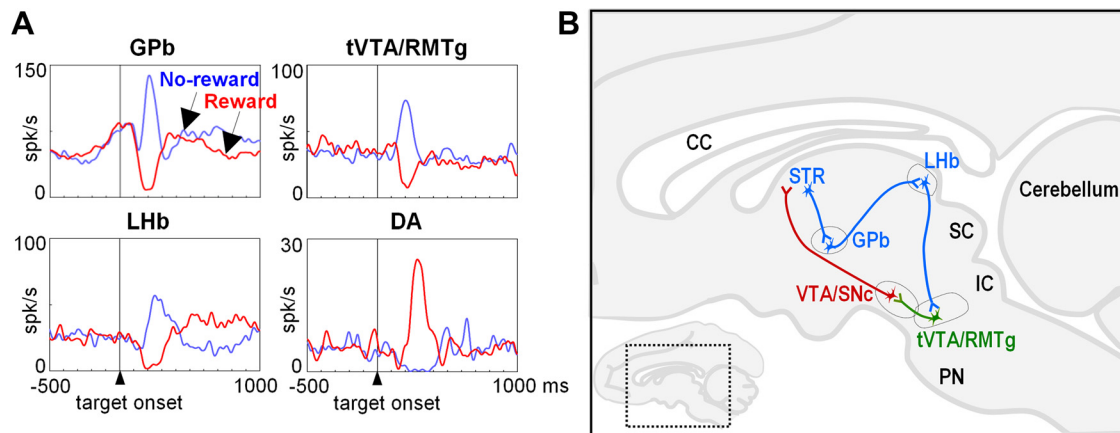 A
GPb
150
No-reward
Reward
spk/s
0
tVTA/RMTg
100
spk/s
0
LHb
100
spk/s
0
-500
1000
target onset
DA
30
spk/s
0
-500
1000 ms
target onset
B
CC
STR
LHb
Cerebellum
GPb
SC
VTA/SNc
IC
tVTA/RMTg
PN